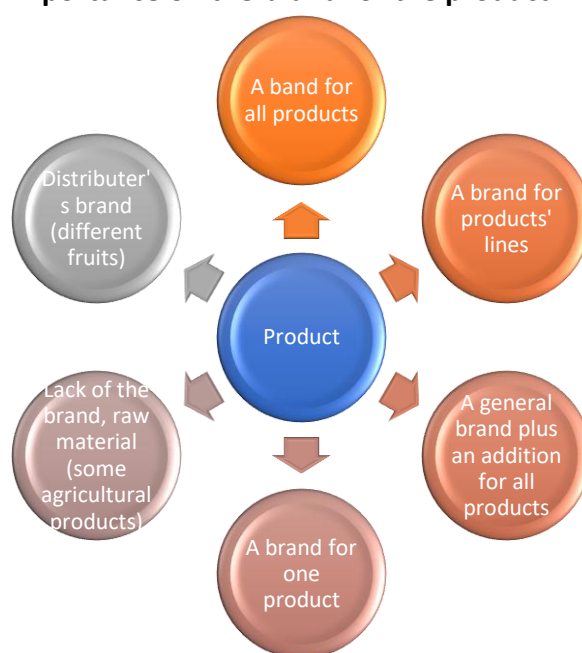 A band for
all products
A brand for
products'
lines
A general
brand plus
an addition
for all
products
A brand for
one
product
Lack of the
brand, raw
material
(some
agricultural
products)
Distributer'
s brand
(different
fruits)
Product